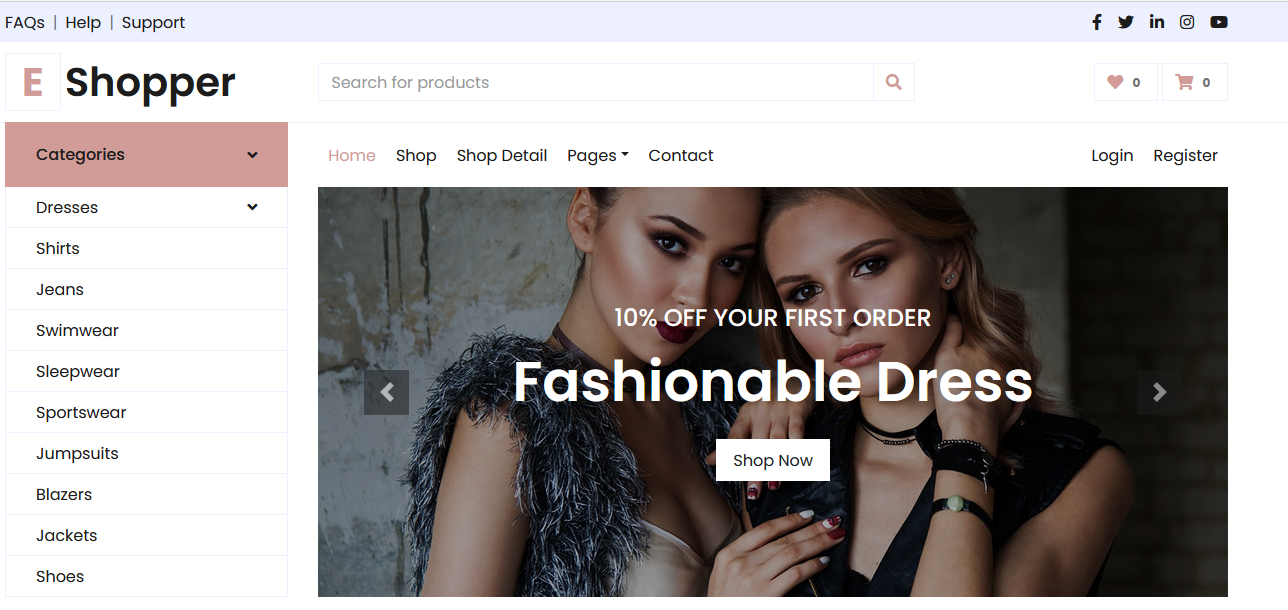 FAQs | Help | Support
E Shopper
Search for products
0
0
Categories
Home Shop Shop Detail Pages Contact
Login Register
Dresses
Shirts
Jeans
Swimwear
Sleepwear
Sportswear
Jumpsuits
Blazers
Jackets
Shoes
10% OFF YOUR FIRST ORDER
Fashionable Dress
Shop Now